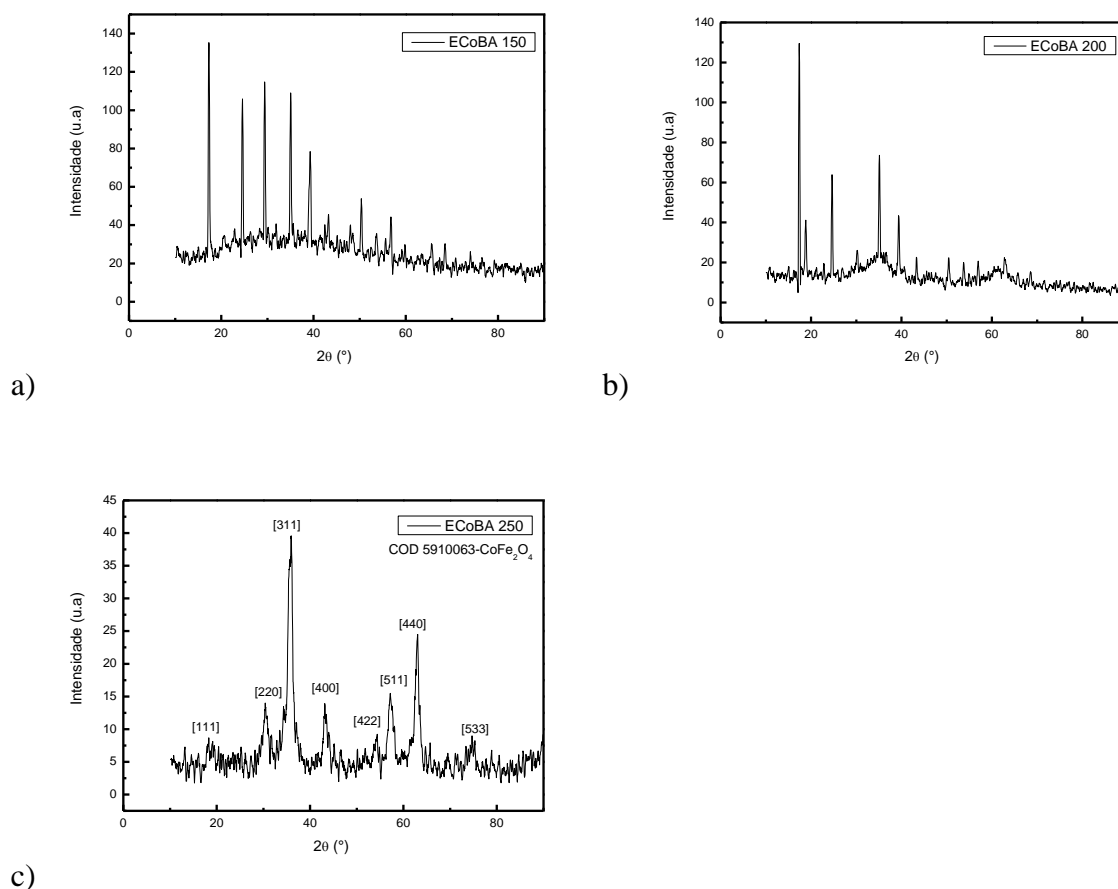 ECoBA 150
Intensidade (u.a)
140
120
100
80
60
40
20
0
0 20 40 60 80
2θ (°)
a)
ECoBA 200
Intensidade (u.a)
140
120
100
80
60
40
20
0
0 20 40 60 80
2θ (°)
b)
ECoBA 250
COD 5910063-CoFe₂O₄
Intensidade (u.a)
45
40
35
30
25
20
15
10
5
0
[111]
[220]
[311]
[400]
[422]
[511]
[440]
[533]
0 20 40 60 80
2θ (°)
c)